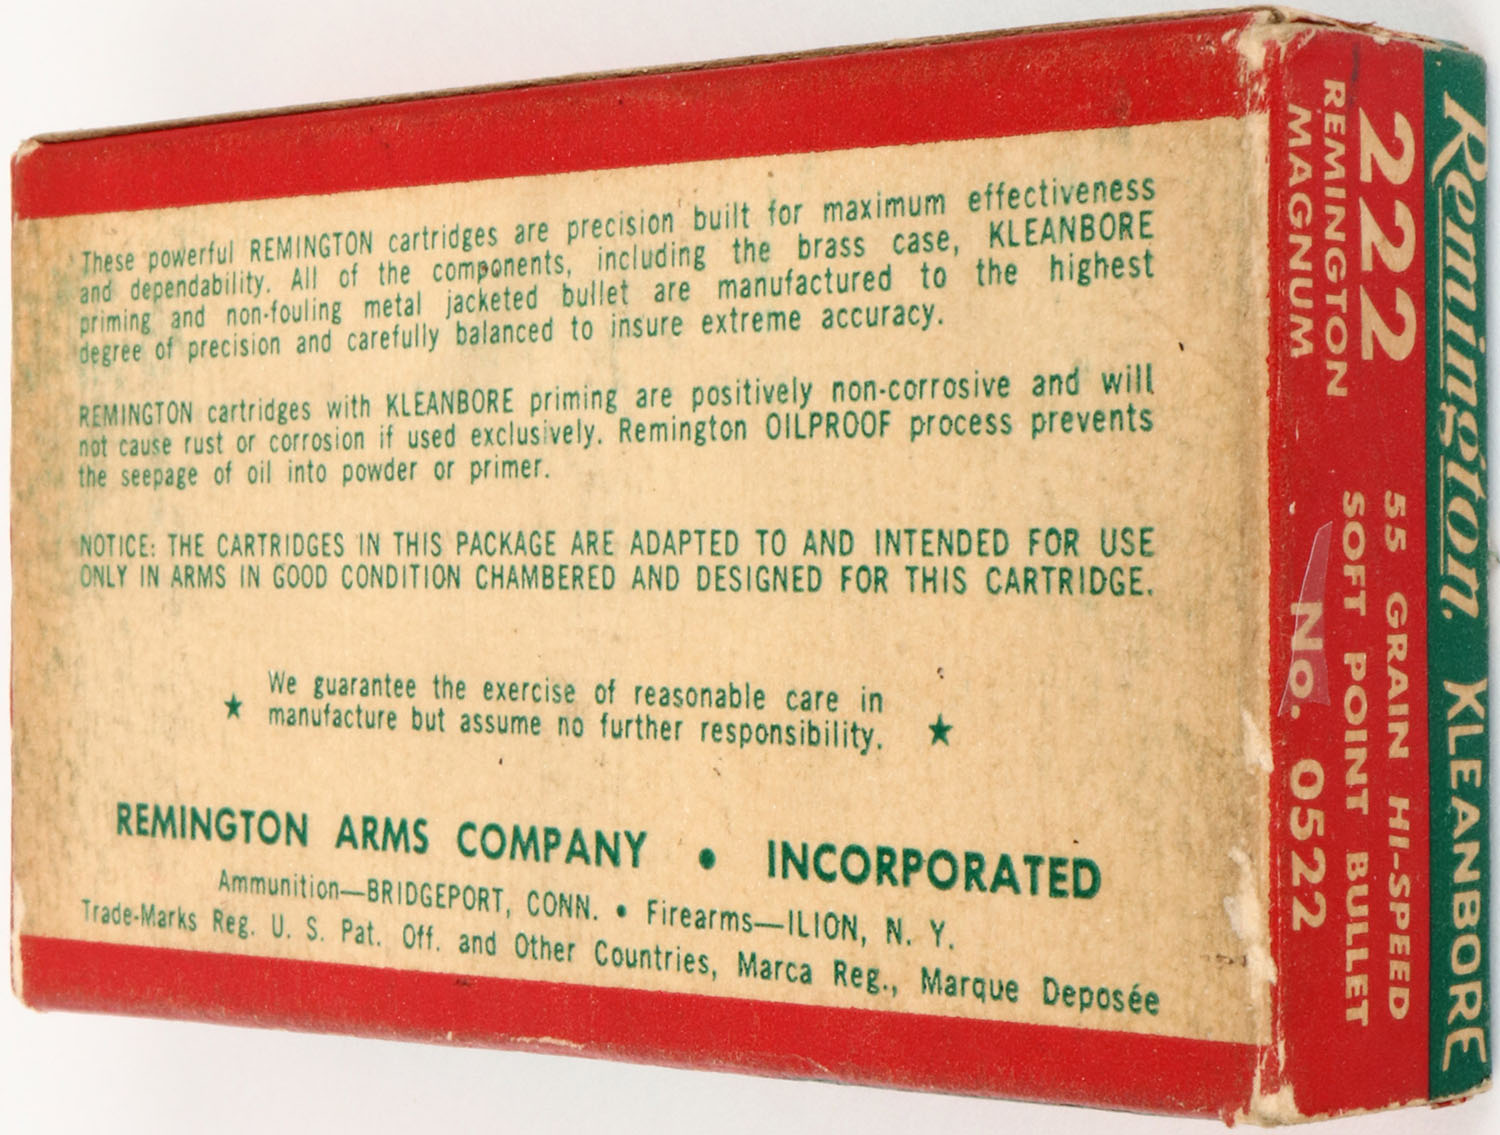 These powerful REMINGTON cartridges are precision built for maximum effectiveness
and dependability. All of the components, including the brass case, KLEANBORE
priming and non-fouling metal jacketed bullet are manufactured to the highest
degree of precision and carefully balanced to insure extreme accuracy.
REMINGTON cartridges with KLEANBORE priming are positively non-corrosive and will
not cause rust or corrosion if used exclusively. Remington OILPROOF process prevents
the seepage of oil into powder or primer.
NOTICE: THE CARTRIDGES IN THIS PACKAGE ARE ADAPTED TO AND INTENDED FOR USE
ONLY IN ARMS IN GOOD CONDITION CHAMBERED AND DESIGNED FOR THIS CARTRIDGE.
We guarantee the exercise of reasonable care in
★ manufacture but assume no further responsibility. ★
REMINGTON ARMS COMPANY • INCORPORATED
Ammunition—BRIDGEPORT, CONN. • Firearms—ILION, N. Y.
Trade-Marks Reg. U. S. Pat. Off. and Other Countries, Marca Reg., Marque Deposée
Remington KLEANBORE
222
REMINGTON
MAGNUM
55 GRAIN HI-SPEED
SOFT POINT BULLET
No. 0522